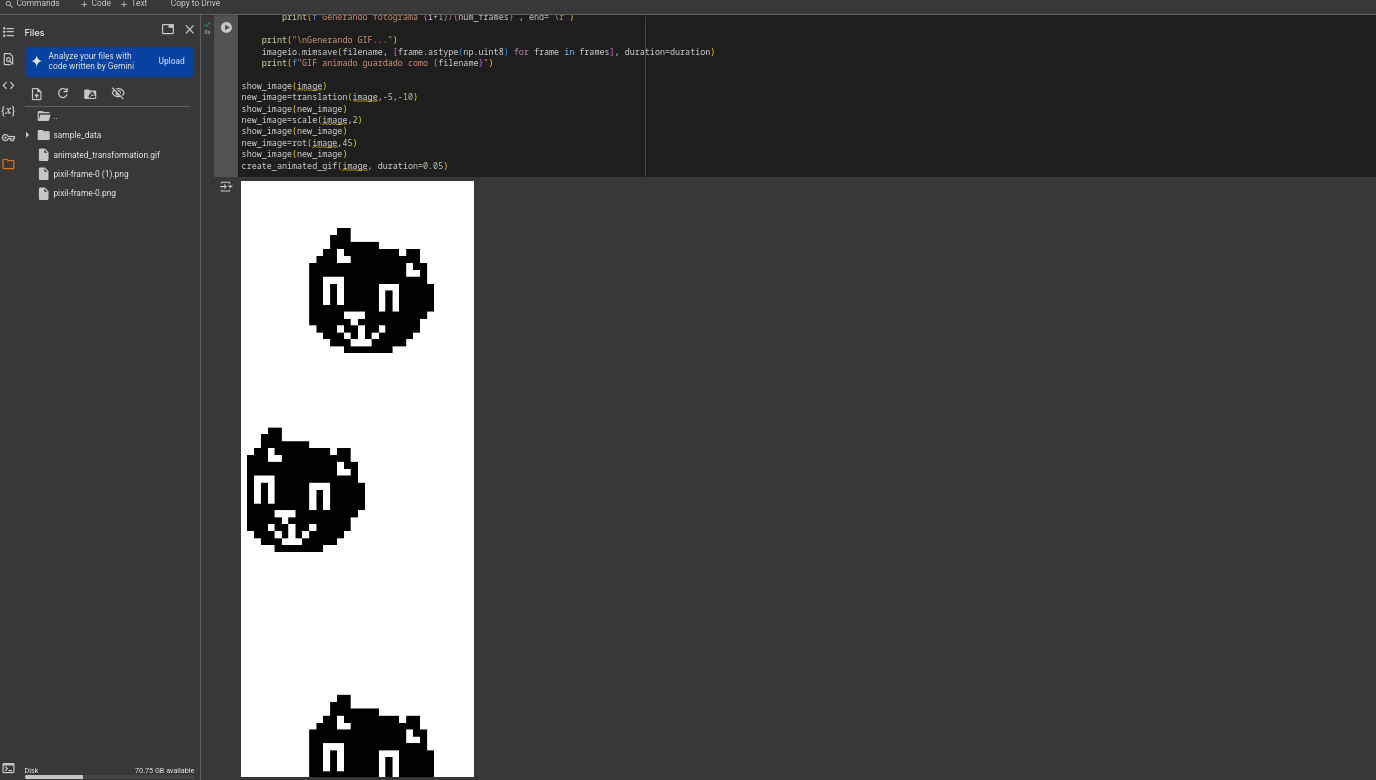 Commands + Code + Text Copy to Drive
Files
Analyze your files with
code written by Gemini
Upload
..
sample_data
animated_transformation.gif
pixil-frame-0 (1).png
pixil-frame-0.png
Disk
70.75 GB available
0s
print(f"Generando fotograma {i+1}/{num_frames}", end="\r")
print("\nGenerando GIF...")
imageio.mimsave(filename, [frame.astype(np.uint8) for frame in frames], duration=duration)
print(f"GIF animado guardado como {filename}")
show_image(image)
new_image=translation(image,-5,-10)
show_image(new_image)
new_image=scale(image,2)
show_image(new_image)
new_image=rot(image,45)
show_image(new_image)
create_animated_gif(image, duration=0.05)